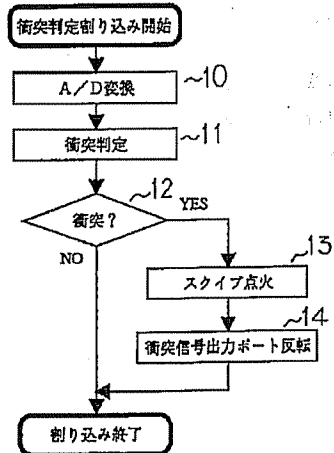 衝突判定割り込み開始
10
A／D変換
11
衝突判定
12
衝突？
YES
NO
13
スクイブ点火
14
衝突信号出力ポート反転
割り込み終了